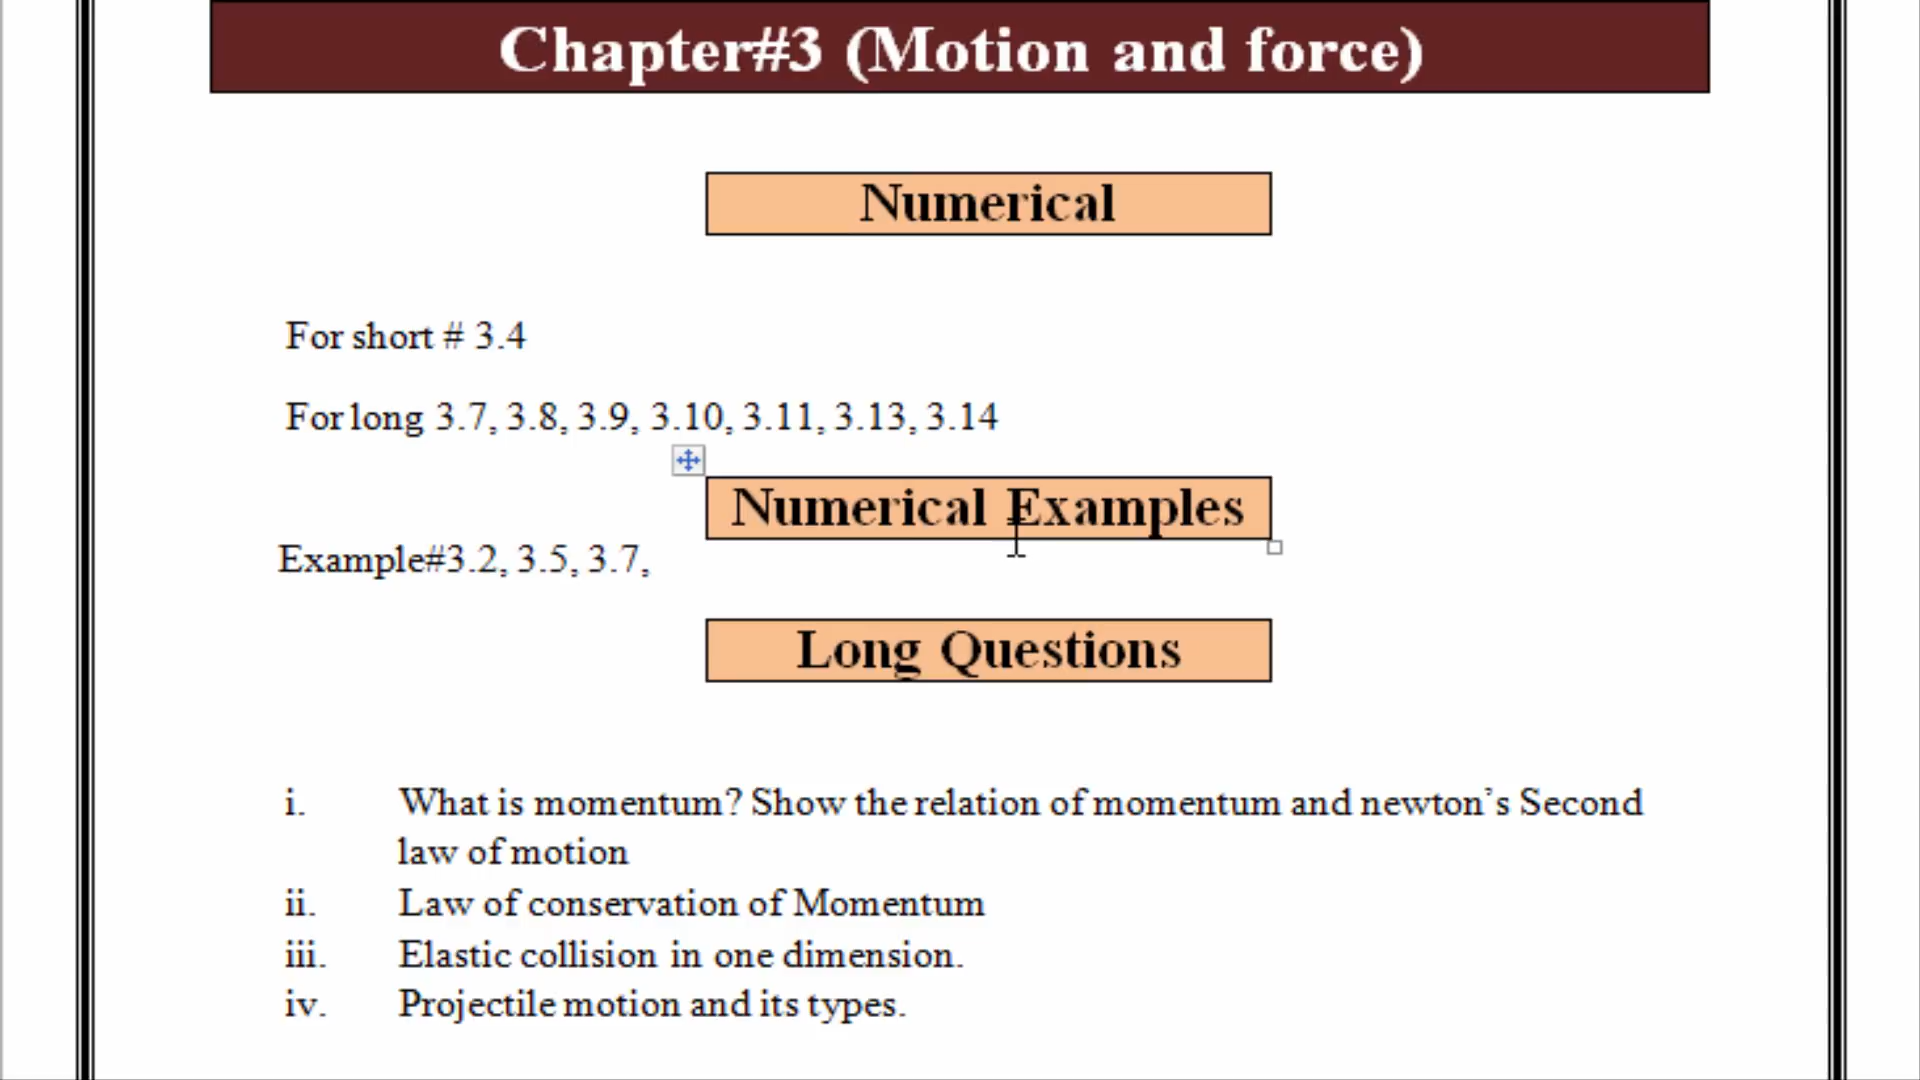 Chapter#3 (Motion and force)
Numerical
For short # 3.4
For long 3.7, 3.8, 3.9, 3.10, 3.11, 3.13, 3.14
Numerical Examples
Example#3.2, 3.5, 3.7,
Long Questions
i. What is momentum? Show the relation of momentum and newton’s Second
law of motion
ii. Law of conservation of Momentum
iii. Elastic collision in one dimension.
iv. Projectile motion and its types.